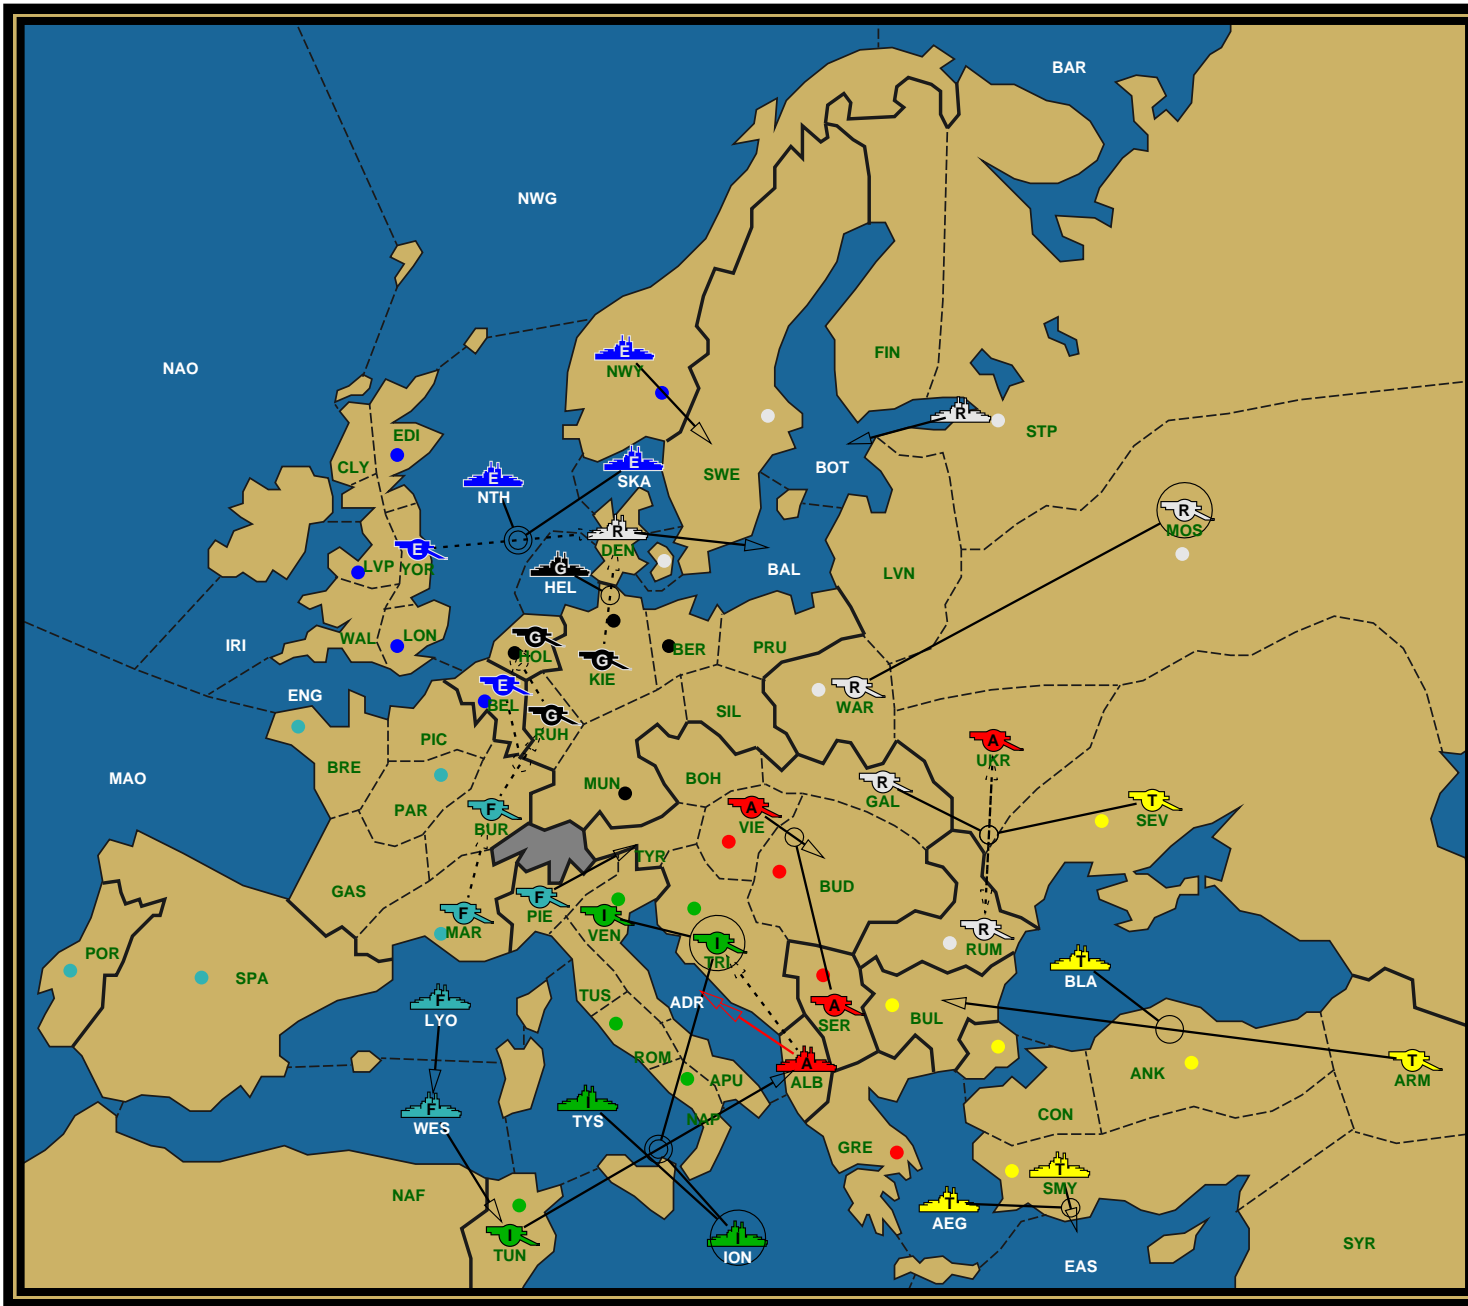 BAR
NWG
NAO
E
NWY
FIN
R
STP
EDI
CLY
E
NTH
E
SKA
SWE
BOT
R
MOS
R
DEN
E
YOR
LVP
G
HEL
BAL
LVN
IRI
WAL
LON
G
HOL
G
KIE
BER
PRU
ENG
E
BEL
G
RUH
SIL
R
WAR
PIC
BRE
MAO
PAR
MUN
BOH
A
UKR
R
GAL
F
BUR
A
VIE
T
SEV
TYR
BUD
GAS
F
PIE
F
MAR
I
VEN
I
TRI
R
RUM
POR
SPA
T
BLA
F
LYO
TUS
ADR
A
SER
BUL
ROM
APU
A
ALB
ANK
T
ARM
F
WES
I
TYS
NAP
CON
GRE
T
SMY
NAF
T
AEG
I
TUN
I
ION
EAS
SYR